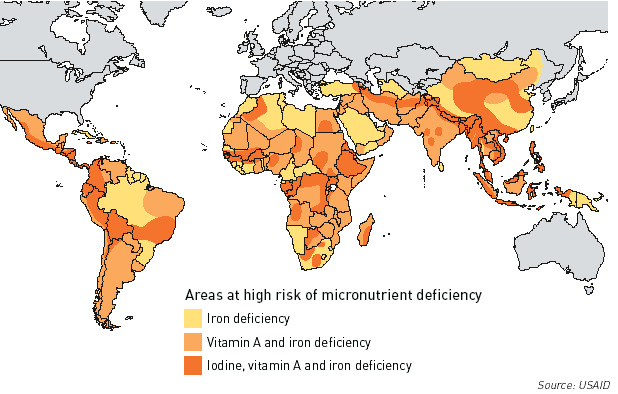 Areas at high risk of micronutrient deficiency
Iron deficiency
Vitamin A and iron deficiency
Iodine, vitamin A and iron deficiency
Source: USAID